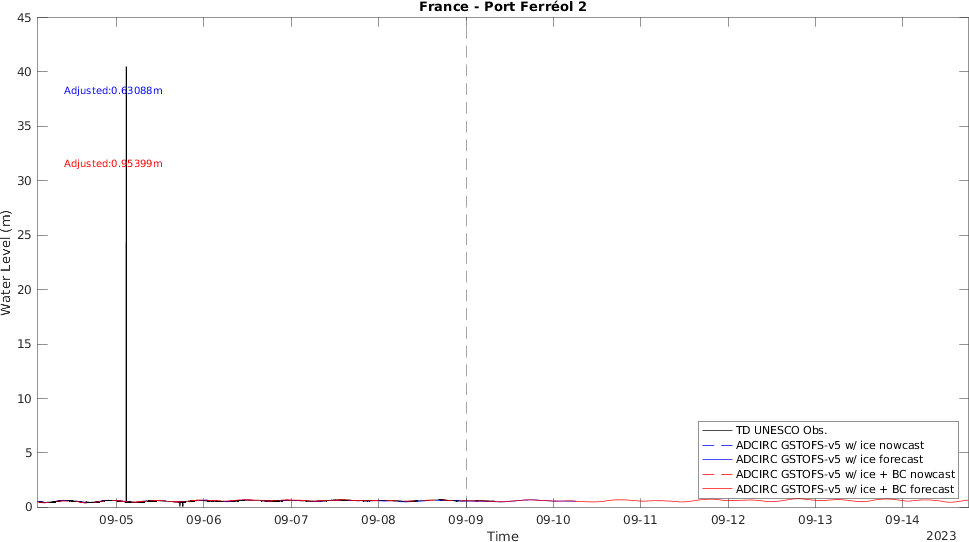 France - Port Ferréol 2
45
40
35
30
25
20
15
10
5
0
Water Level (m)
Adjusted:0.63088m
Adjusted:0.95399m
TD UNESCO Obs.
ADCIRC GSTOFS-v5 w/ ice nowcast
ADCIRC GSTOFS-v5 w/ ice forecast
ADCIRC GSTOFS-v5 w/ ice + BC nowcast
ADCIRC GSTOFS-v5 w/ ice + BC forecast
09-05 09-06 09-07 09-08 09-09 09-10 09-11 09-12 09-13 09-14
Time
2023